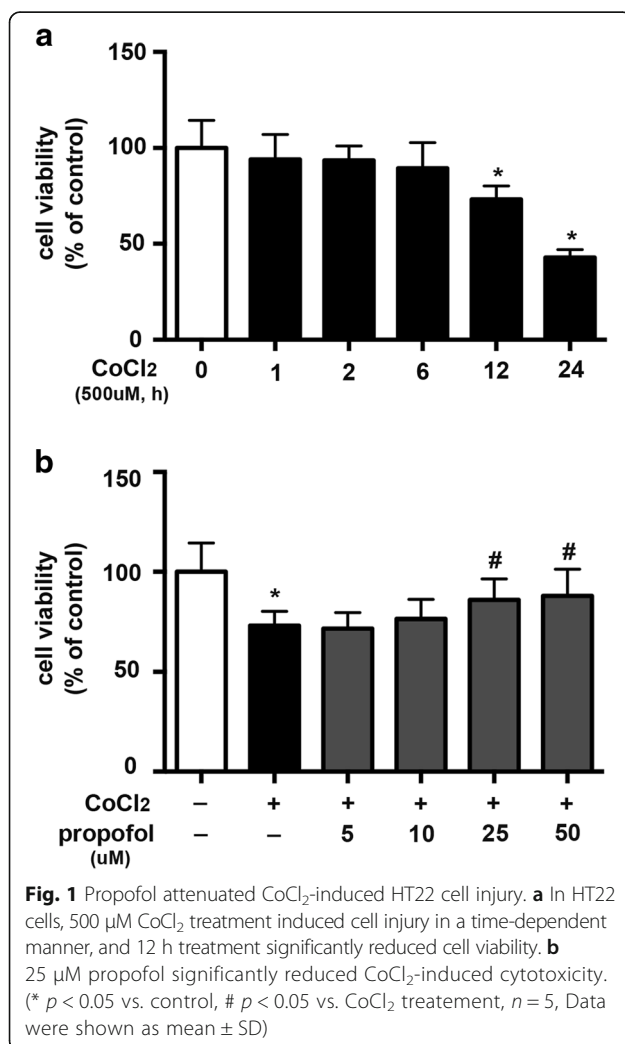 a
150
100
50
0
cell viability
(% of control)
* *
CoCl2 0 1 2 6 12 24
(500uM, h)
b
150
100
50
0
cell viability
(% of control)
* # #
CoCl2 – + + + + +
propofol – – 5 10 25 50
(uM)
Fig. 1 Propofol attenuated CoCl₂-induced HT22 cell injury. a In HT22
cells, 500 μM CoCl₂ treatment induced cell injury in a time-dependent
manner, and 12 h treatment significantly reduced cell viability. b
25 μM propofol significantly reduced CoCl₂-induced cytotoxicity.
(* p < 0.05 vs. control, # p < 0.05 vs. CoCl₂ treatement, n = 5, Data
were shown as mean ± SD)